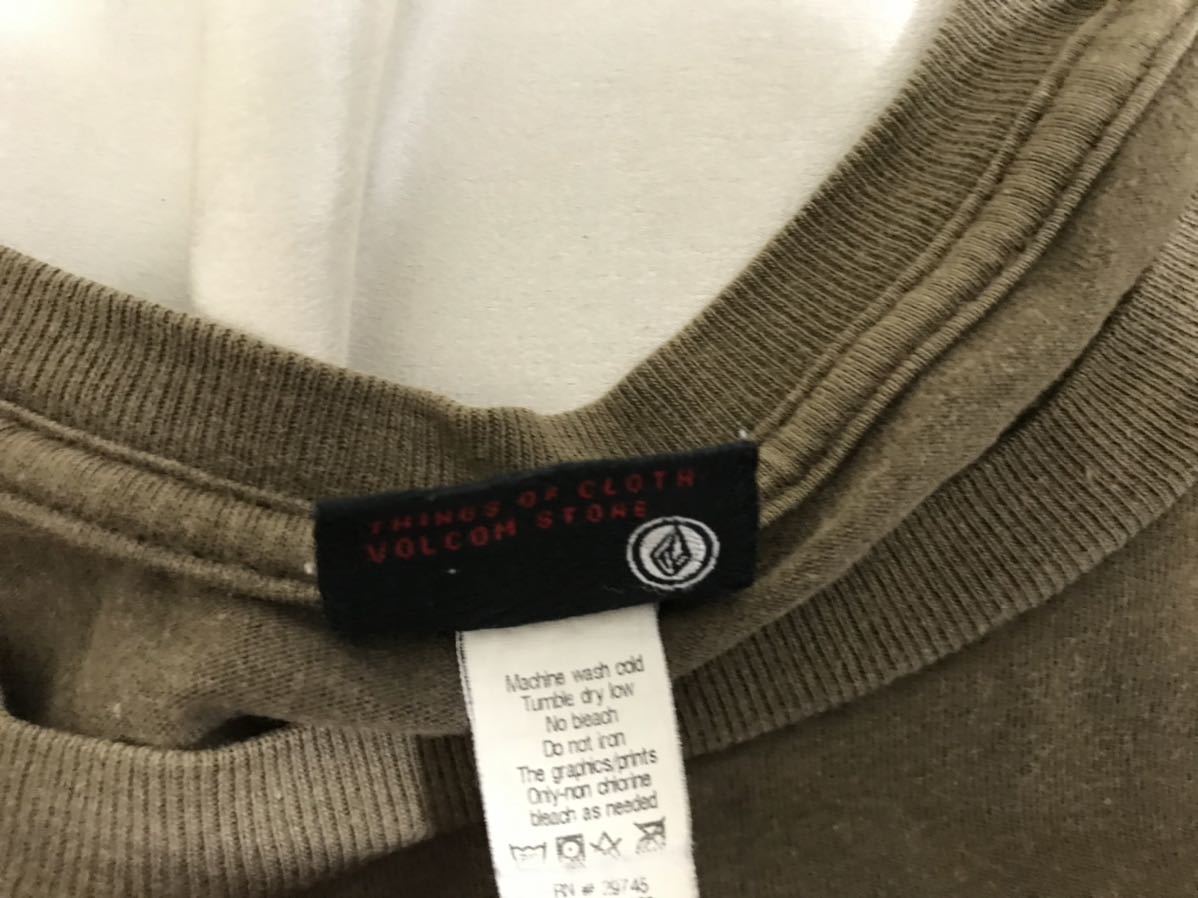 THINGS OF CLOTH
VOLCOM STORE
Machine wash cold
Tumble dry low
No bleach
Do not iron
The graphics/prints
Only-non chlorine
bleach as needed
RN # 29745